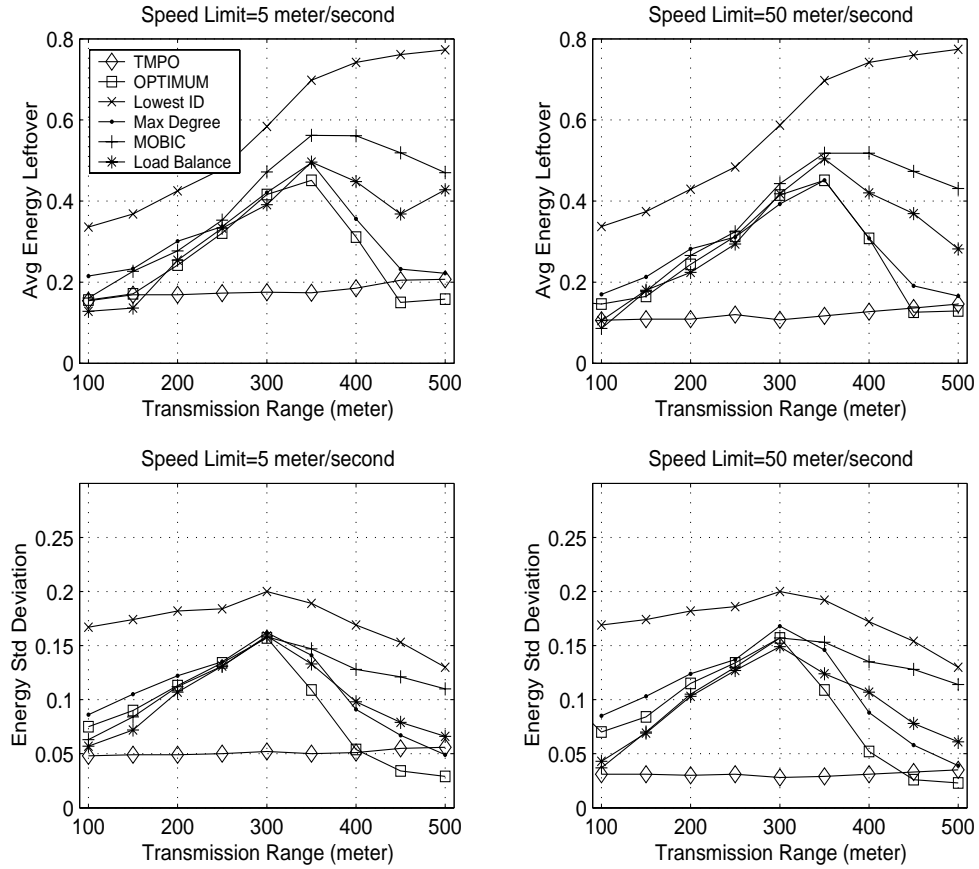 Speed Limit=5 meter/second
0.8
0.6
0.4
0.2
0
Avg Energy Leftover
TMPO
OPTIMUM
Lowest ID
Max Degree
MOBIC
Load Balance
100 200 300 400 500
Transmission Range (meter)
Speed Limit=50 meter/second
0.8
0.6
0.4
0.2
0
Avg Energy Leftover
100 200 300 400 500
Transmission Range (meter)
Speed Limit=5 meter/second
0.25
0.2
0.15
0.1
0.05
0
Energy Std Deviation
100 200 300 400 500
Transmission Range (meter)
Speed Limit=50 meter/second
0.25
0.2
0.15
0.1
0.05
0
Energy Std Deviation
100 200 300 400 500
Transmission Range (meter)